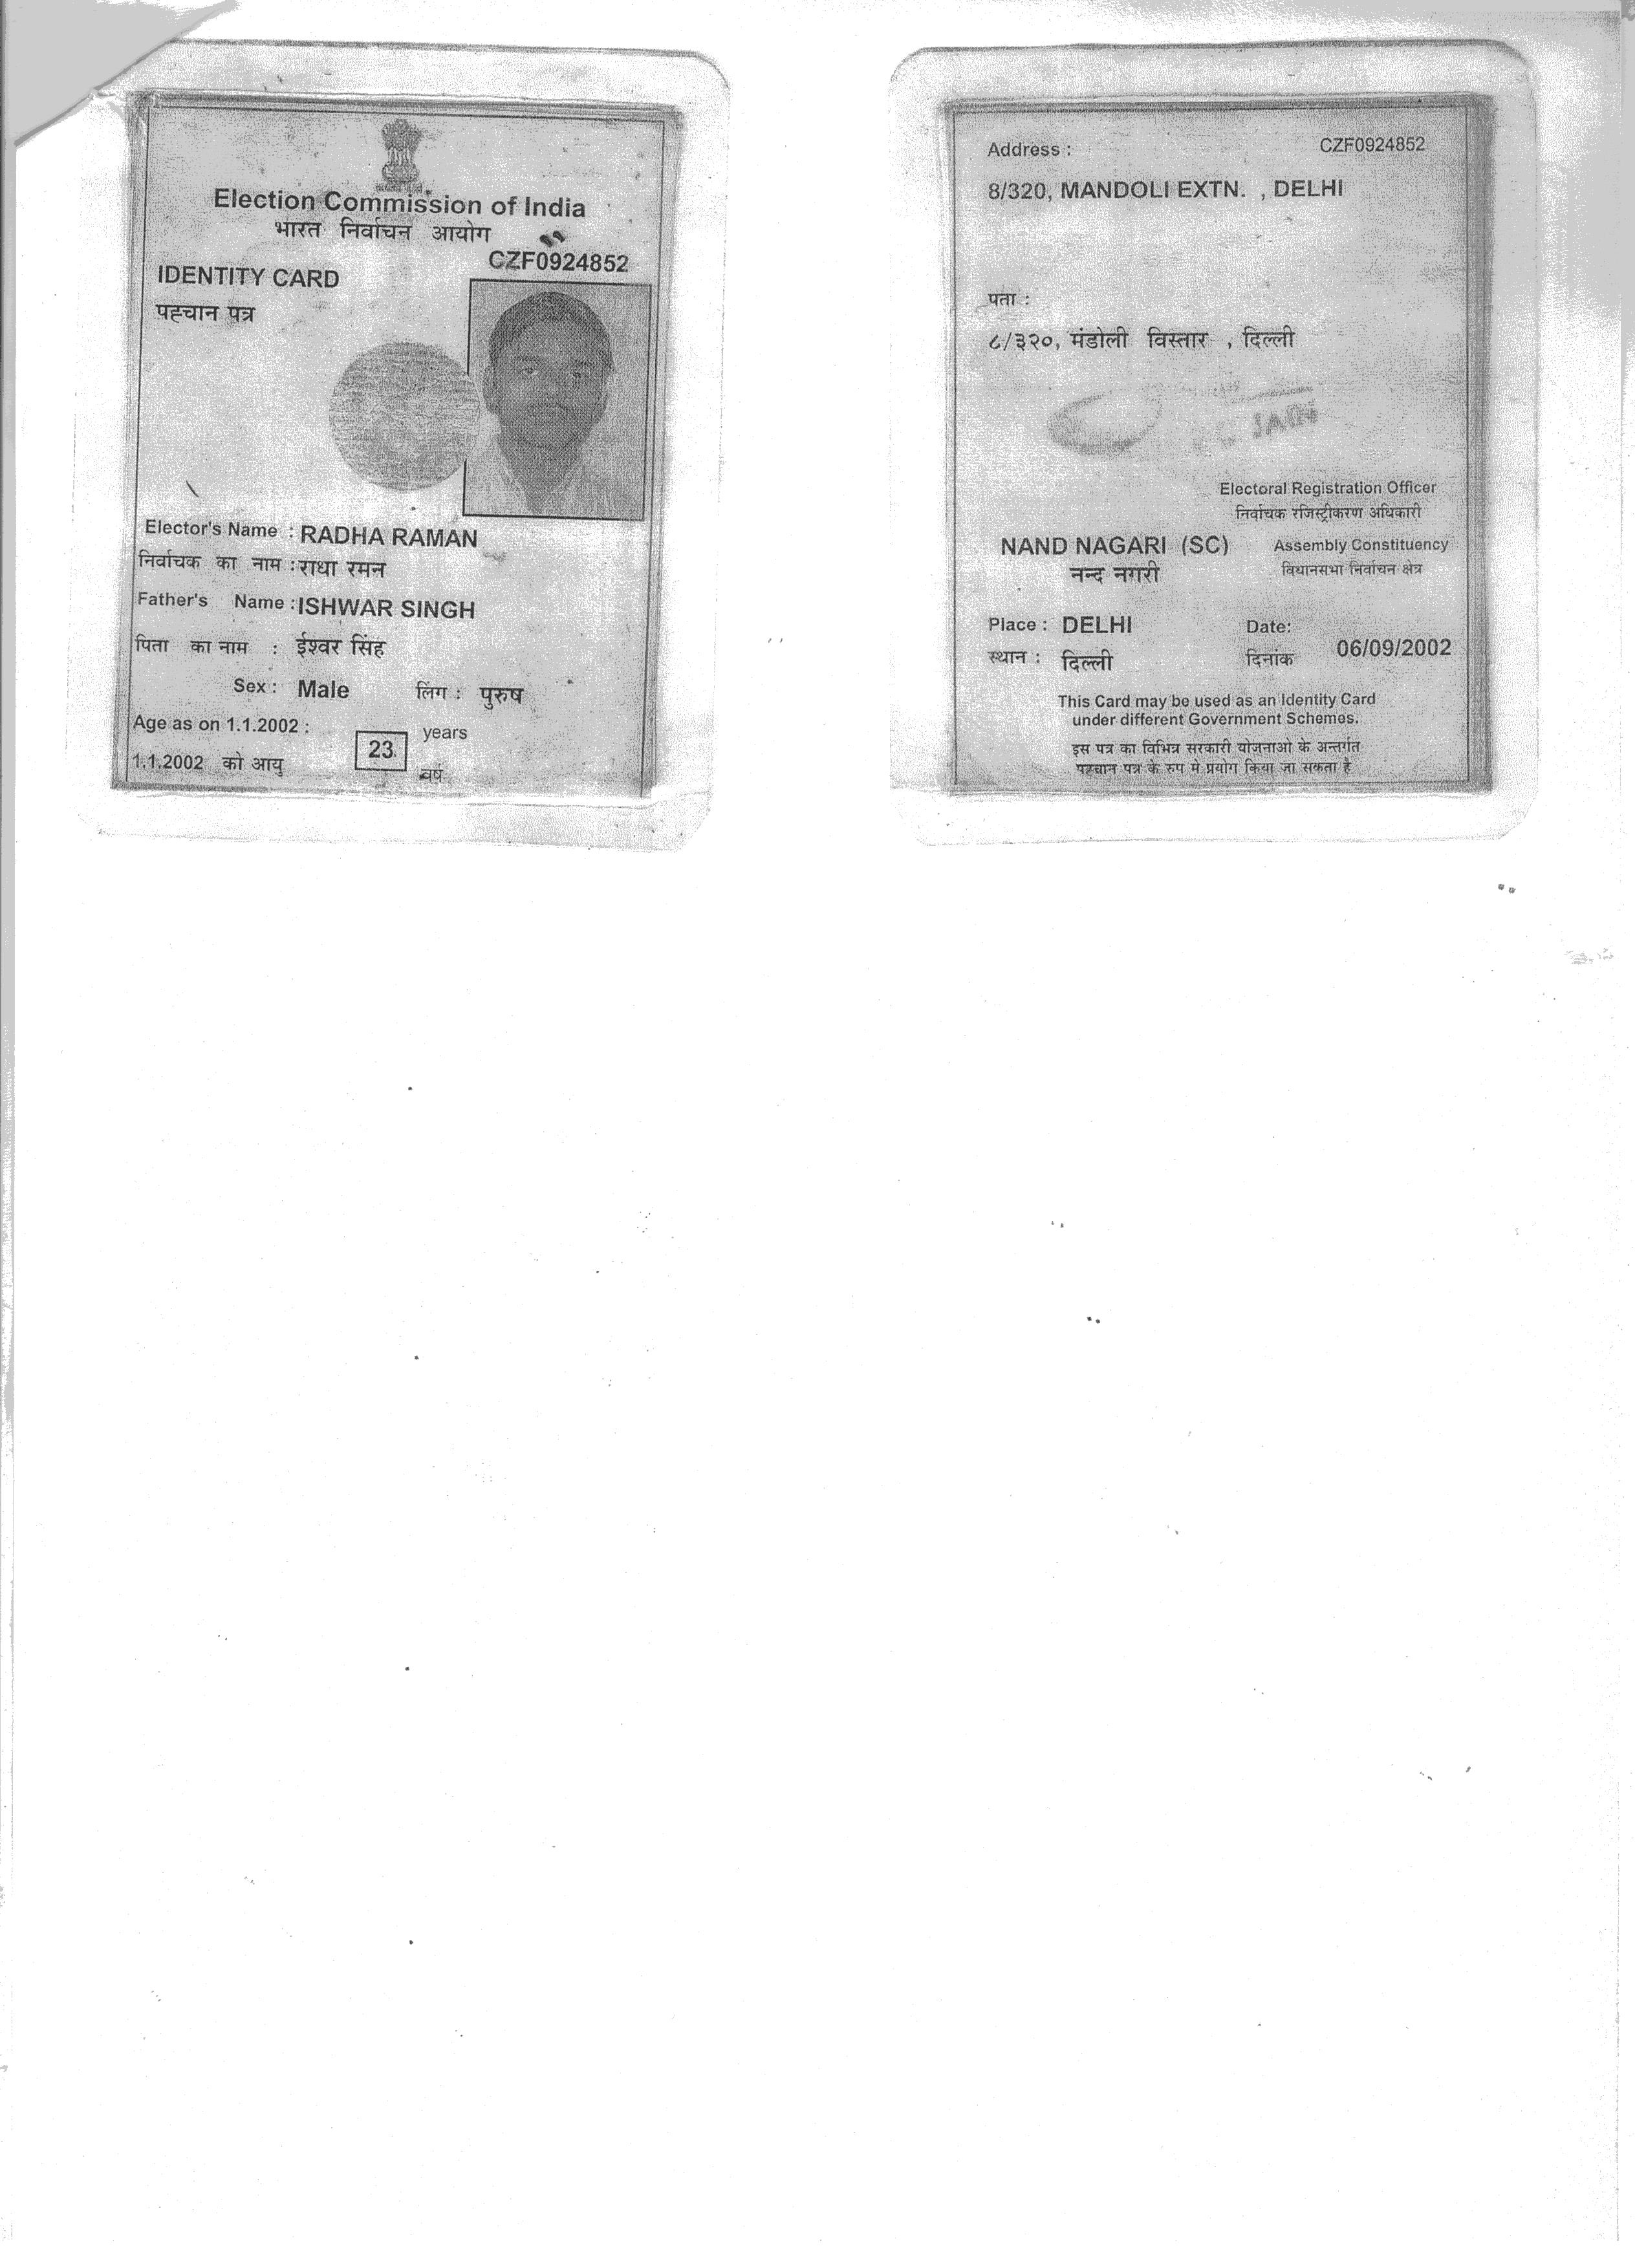 Election Commission of India
भारत निर्वाचन आयोग
CZF0924852
IDENTITY CARD
पहचान पत्र
Elector's Name : RADHA RAMAN
निर्वाचक का नाम : राधा रमन
Father's Name : ISHWAR SINGH
पिता का नाम : ईश्वर सिंह
Sex : Male लिंग : पुरुष
Age as on 1.1.2002 : 23 years
1.1.2002 को आयु वर्ष
Address : CZF0924852
8/320, MANDOLI EXTN. , DELHI
पता :
८/३२०, मंडोली विस्तार , दिल्ली
JAIN
Electoral Registration Officer
निर्वाचक रजिस्ट्रीकरण अधिकारी
NAND NAGARI (SC) Assembly Constituency
नन्द नगरी विधानसभा निर्वाचन क्षेत्र
Place : DELHI Date: 06/09/2002
स्थान : दिल्ली दिनांक
This Card may be used as an Identity Card
under different Government Schemes.
इस पत्र का विभिन्न सरकारी योजनाओ के अन्तर्गत
पहचान पत्र के रुप मे प्रयोग किया जा सकता है